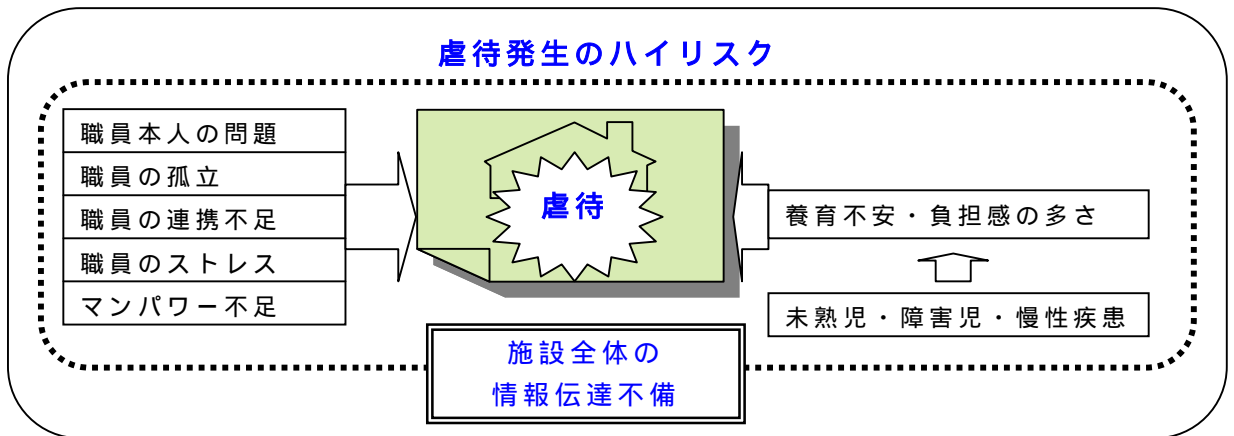 虐待発生のハイリスク
職員本人の問題
職員の孤立
職員の連携不足
職員のストレス
マンパワー不足
虐待
養育不安・負担感の多さ
未熟児・障害児・慢性疾患
施設全体の
情報伝達不備